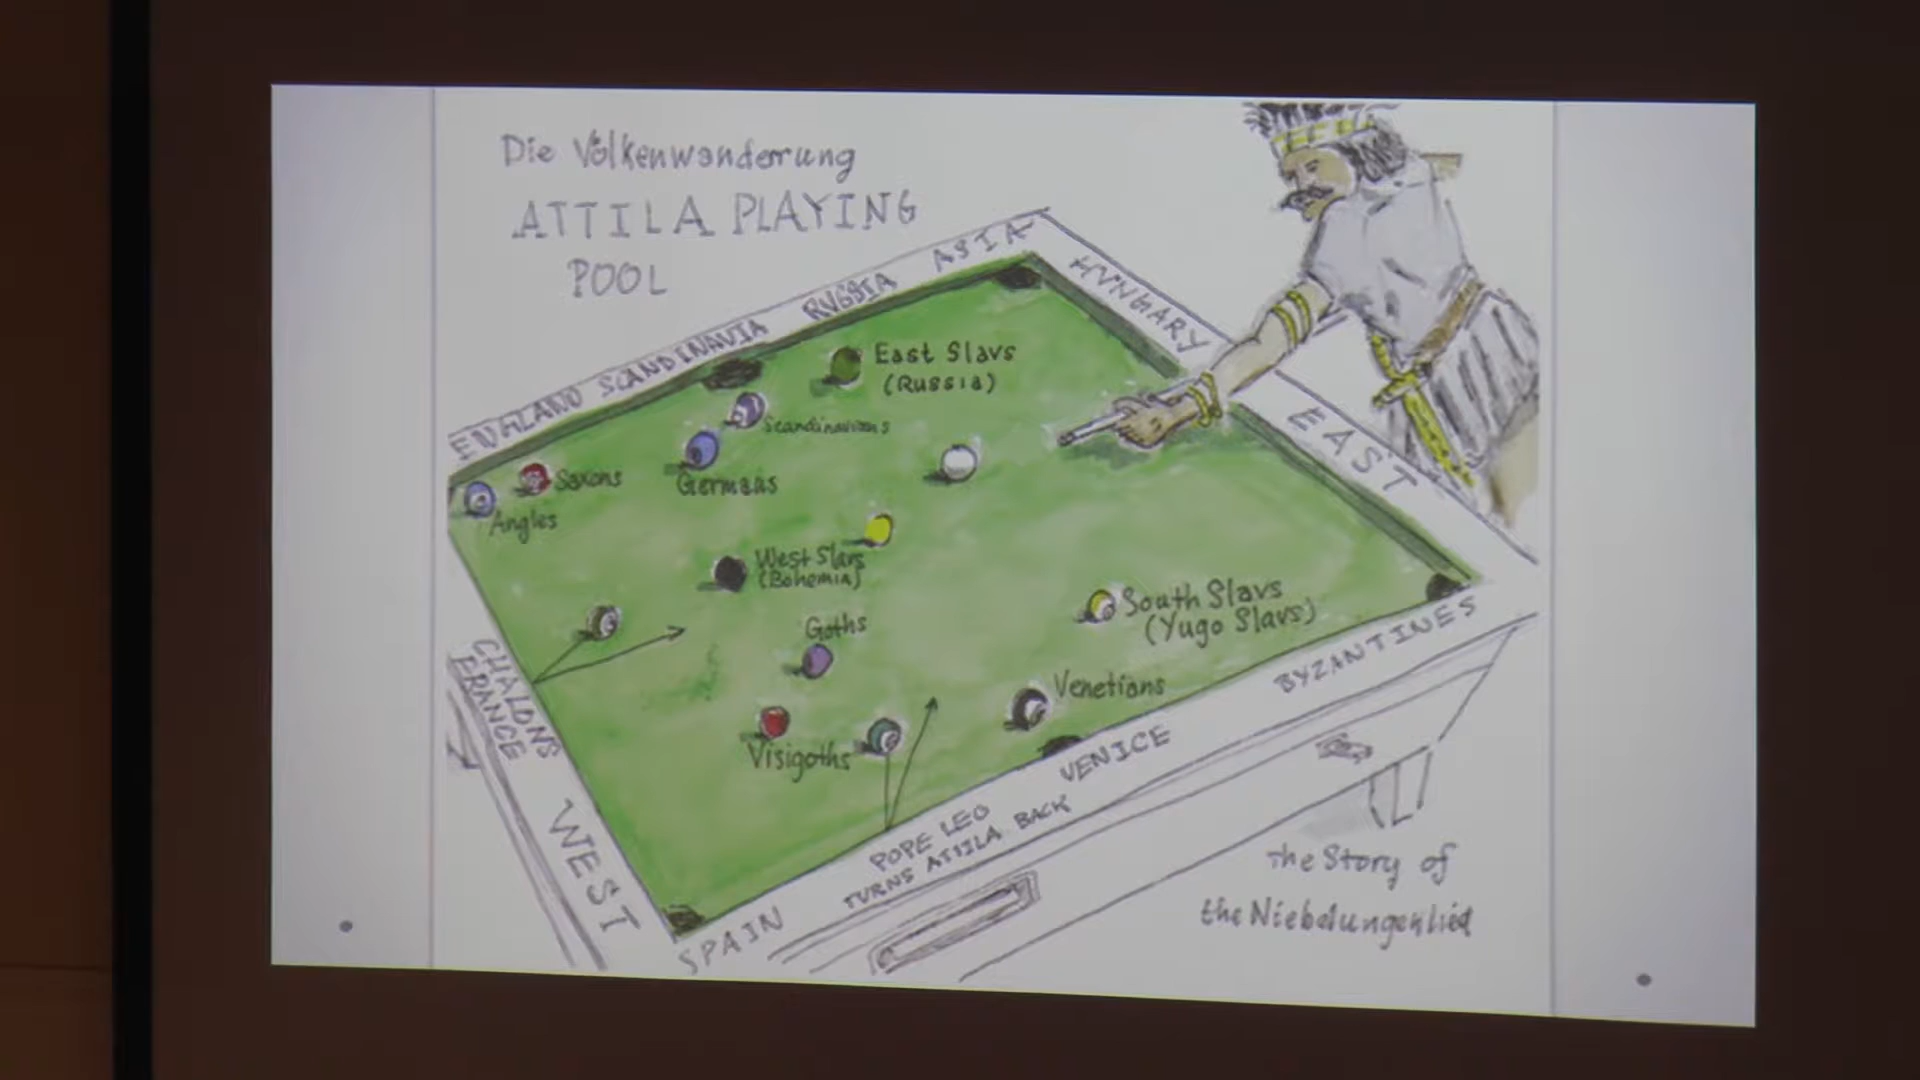 Die Völkenwanderrung
ATTILA PLAYING
POOL
ENGLAND
SCANDINAVIA
RUSSIA
ASIA
HUNGARY
EAST
East Slavs
(Russia)
Scandinavians
Germans
Saxons
Angles
West Slavs
(Bohemia)
Goths
Visigoths
South Slavs
(Yugo Slavs)
Venetians
CHALONS
FRANCE
WEST
SPAIN
POPE LEO
TURNS ATTILA BACK
VENICE
BYZANTINES
the Story of
the Niebelungenlied